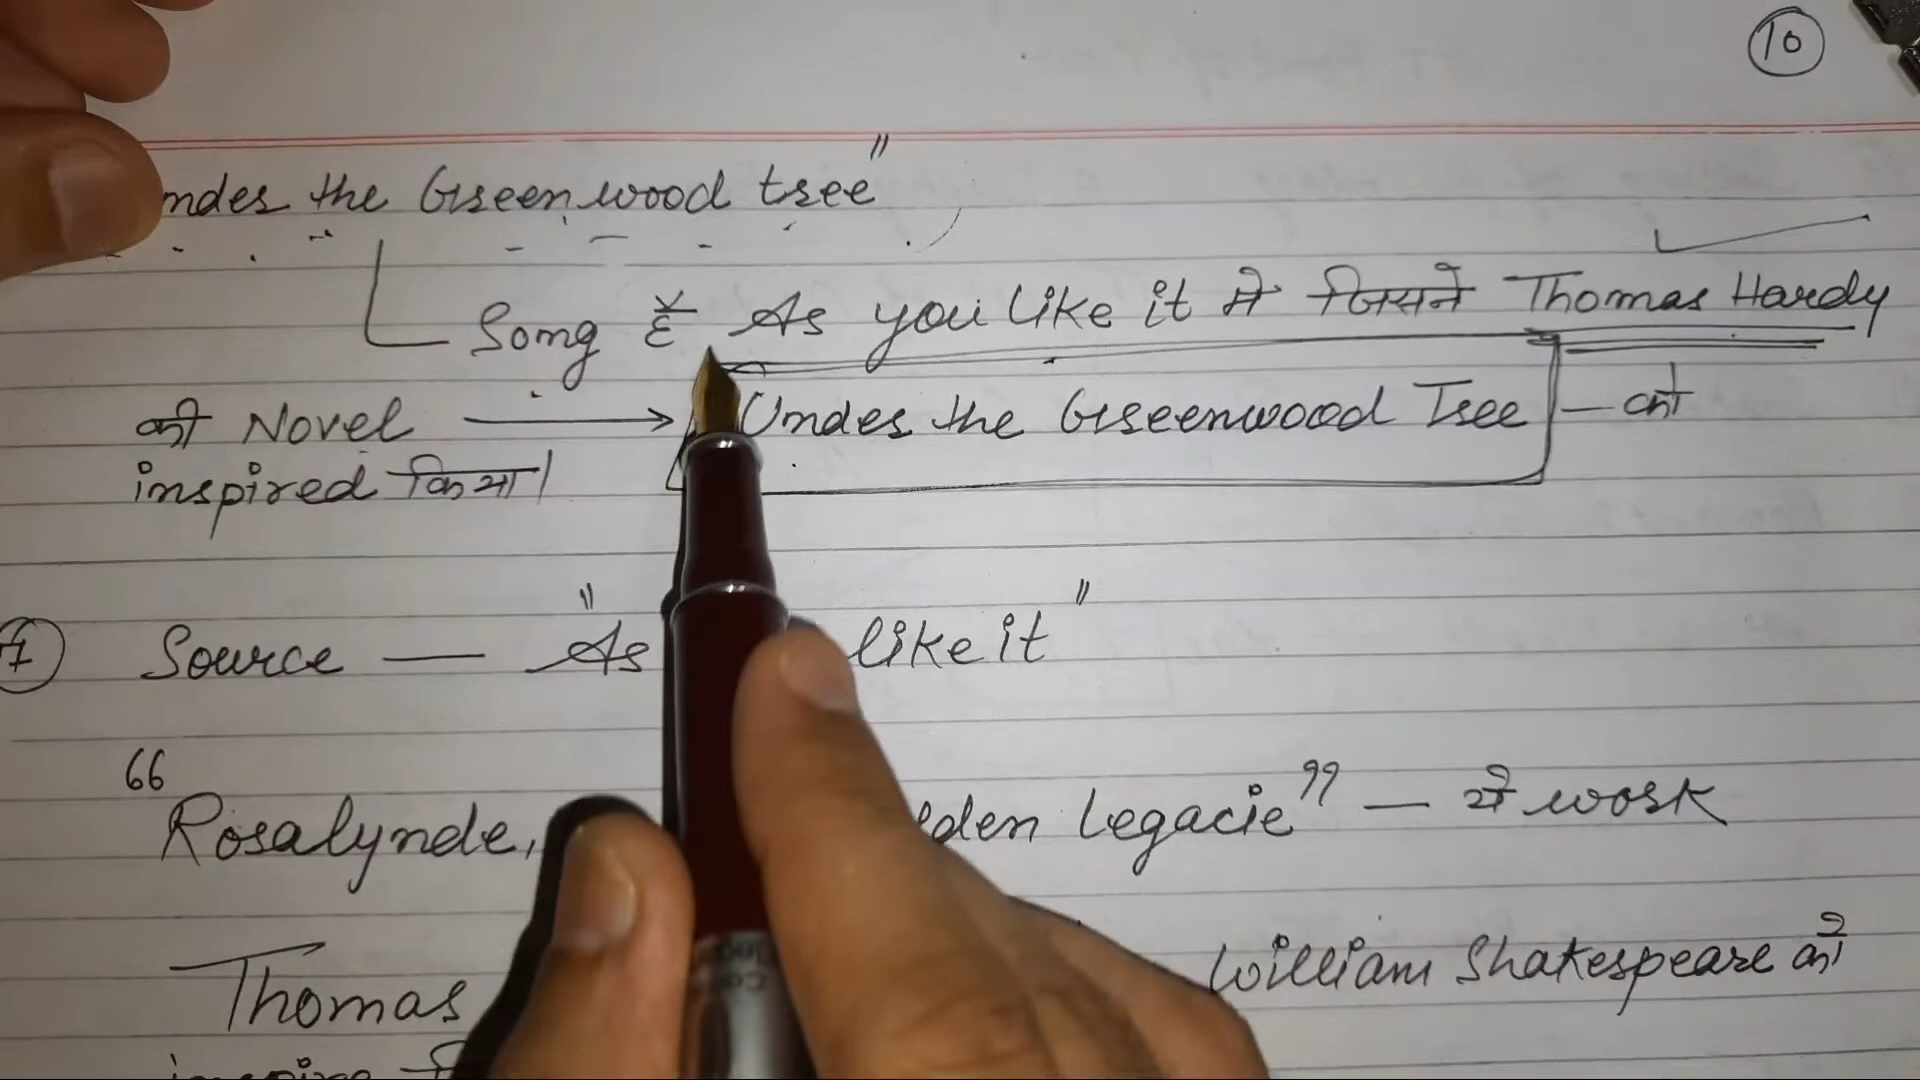 10
the Greenwood tree"
Song है As you like it में जिसने Thomas Hardy
की Novel → Under the Greenwood Tree — को
inspired किया।
7 Source — "As like it"
"Rosalynde, Legacie" — ये work
Thomas William Shakespeare को